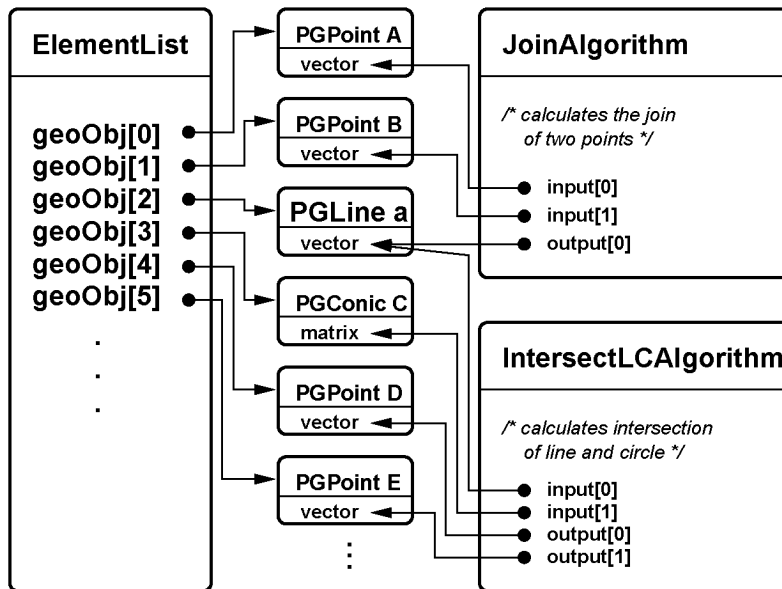 ElementList
geoObj[0]
geoObj[1]
geoObj[2]
geoObj[3]
geoObj[4]
geoObj[5]
.
.
.
PGPoint A
vector
PGPoint B
vector
PGLine a
vector
PGConic C
matrix
PGPoint D
vector
PGPoint E
vector
.
.
.
JoinAlgorithm
/* calculates the join
of two points */
input[0]
input[1]
output[0]
IntersectLCAlgorithm
/* calculates intersection
of line and circle */
input[0]
input[1]
output[0]
output[1]